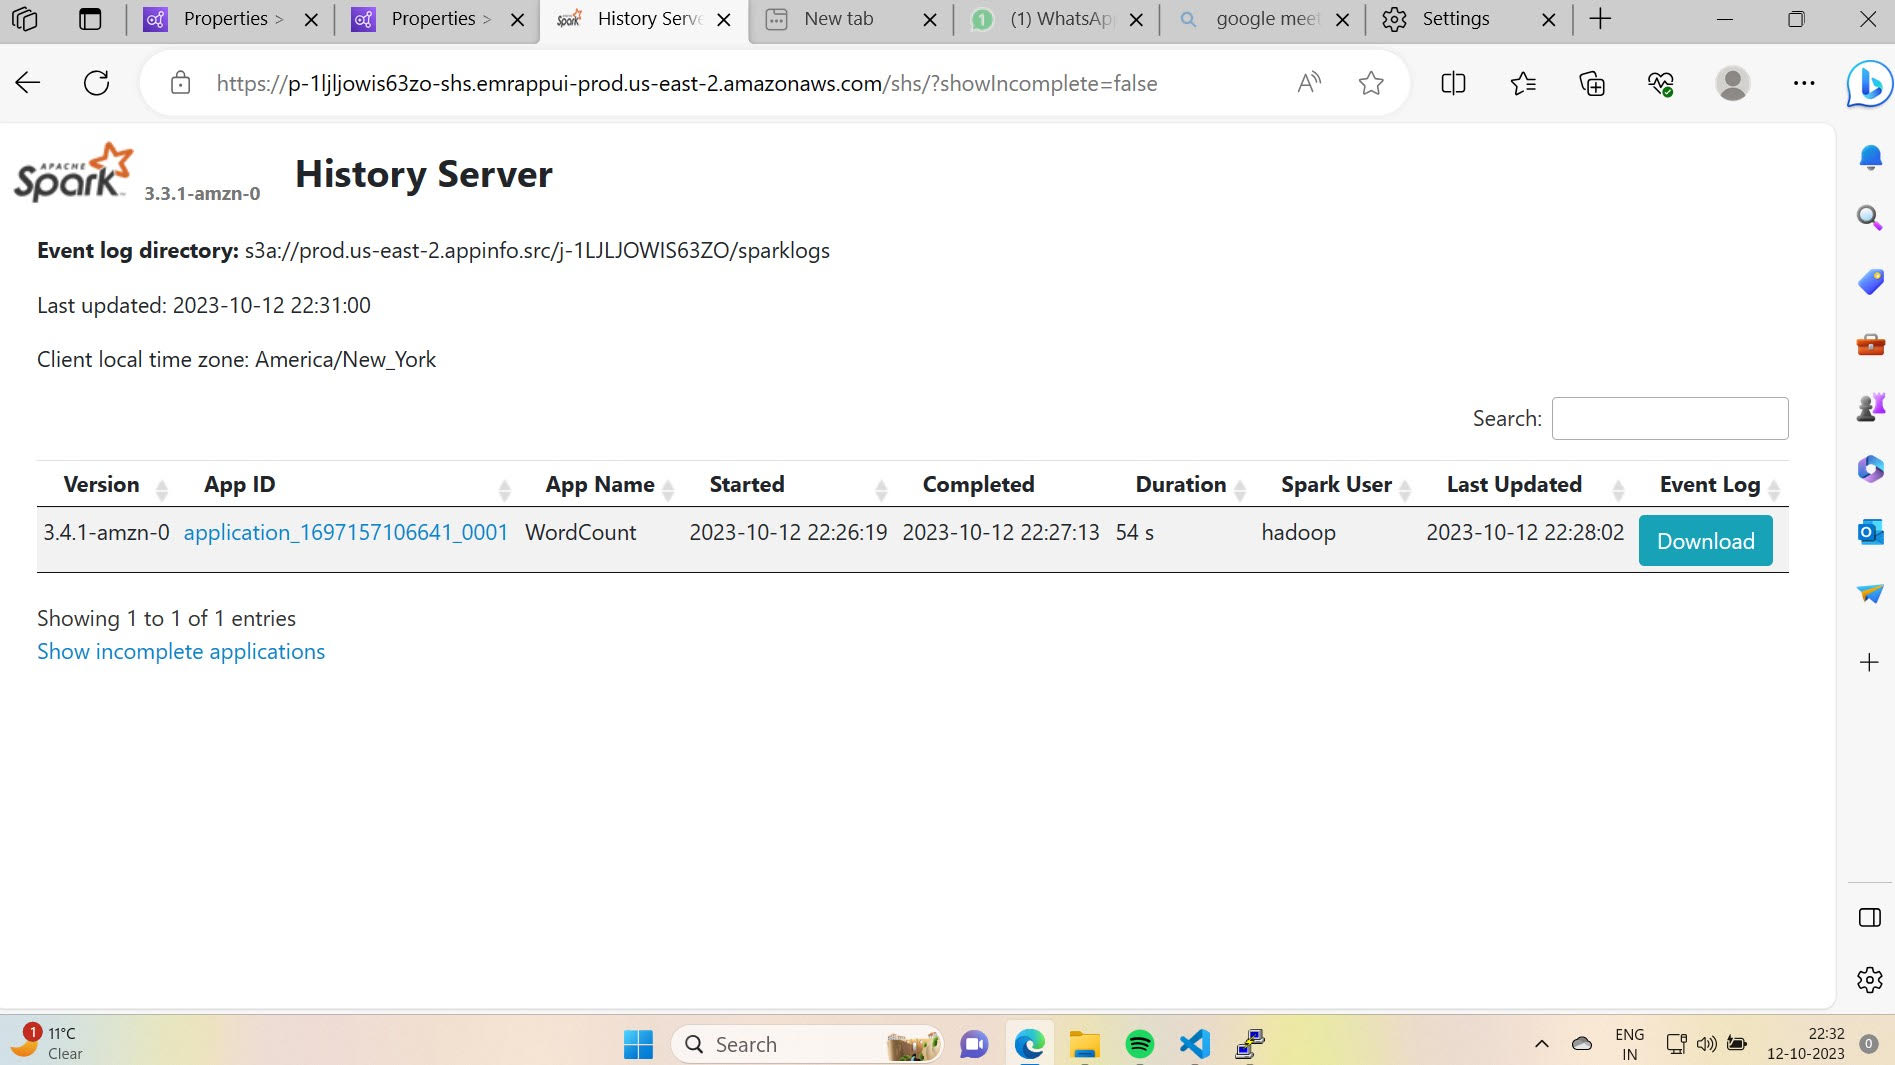 Properties >
Properties >
History Serve
New tab
1
(1) WhatsApp
google meet
Settings
https://p-1ljljowis63zo-shs.emrappui-prod.us-east-2.amazonaws.com/shs/?showIncomplete=false
APACHE
Spark
3.3.1-amzn-0
History Server
Event log directory: s3a://prod.us-east-2.appinfo.src/j-1LJLJOWIS63ZO/sparklogs
Last updated: 2023-10-12 22:31:00
Client local time zone: America/New_York
Search:
Version App ID App Name Started Completed Duration Spark User Last Updated Event Log
3.4.1-amzn-0 application_1697157106641_0001 WordCount 2023-10-12 22:26:19 2023-10-12 22:27:13 54 s hadoop 2023-10-12 22:28:02 Download
Showing 1 to 1 of 1 entries
Show incomplete applications
1
11°C
Clear
Search
ENG
IN
22:32
12-10-2023
0